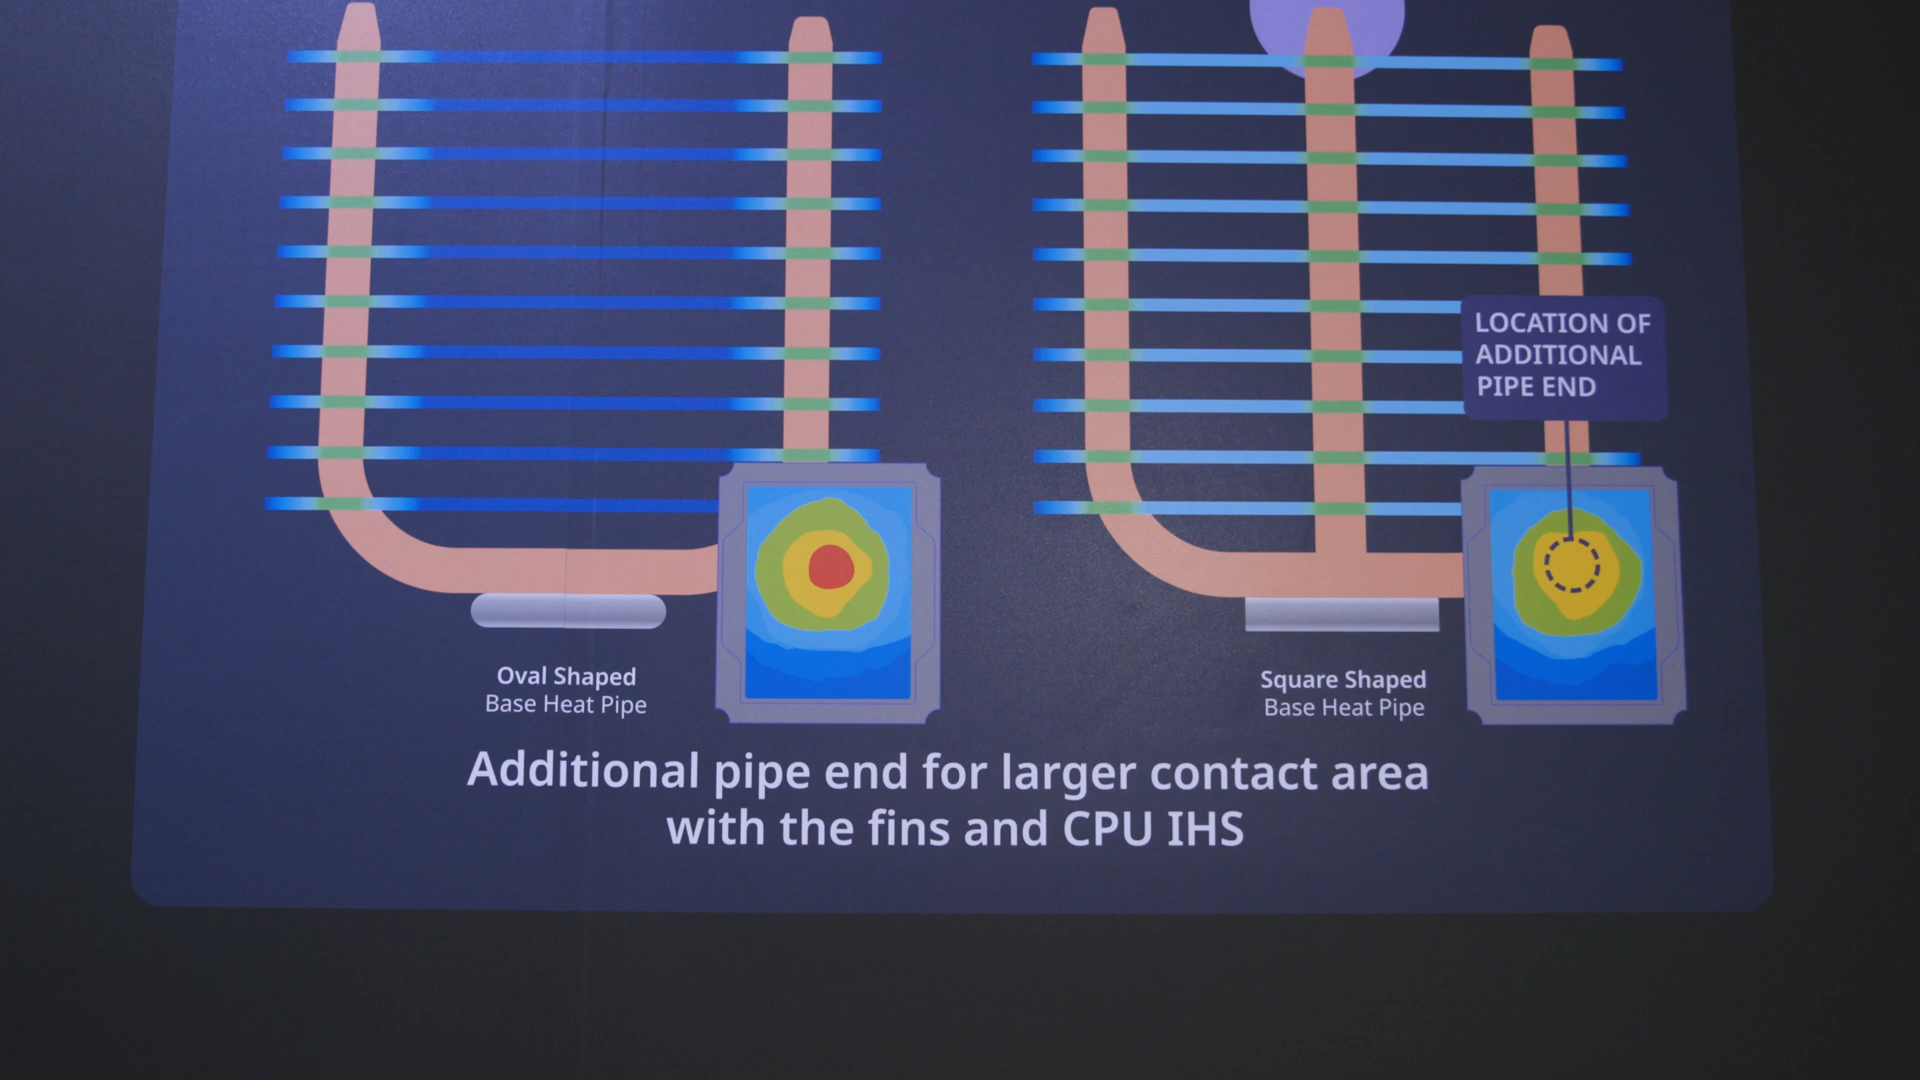 LOCATION OF
ADDITIONAL
PIPE END
Oval Shaped
Base Heat Pipe
Square Shaped
Base Heat Pipe
Additional pipe end for larger contact area
with the fins and CPU IHS